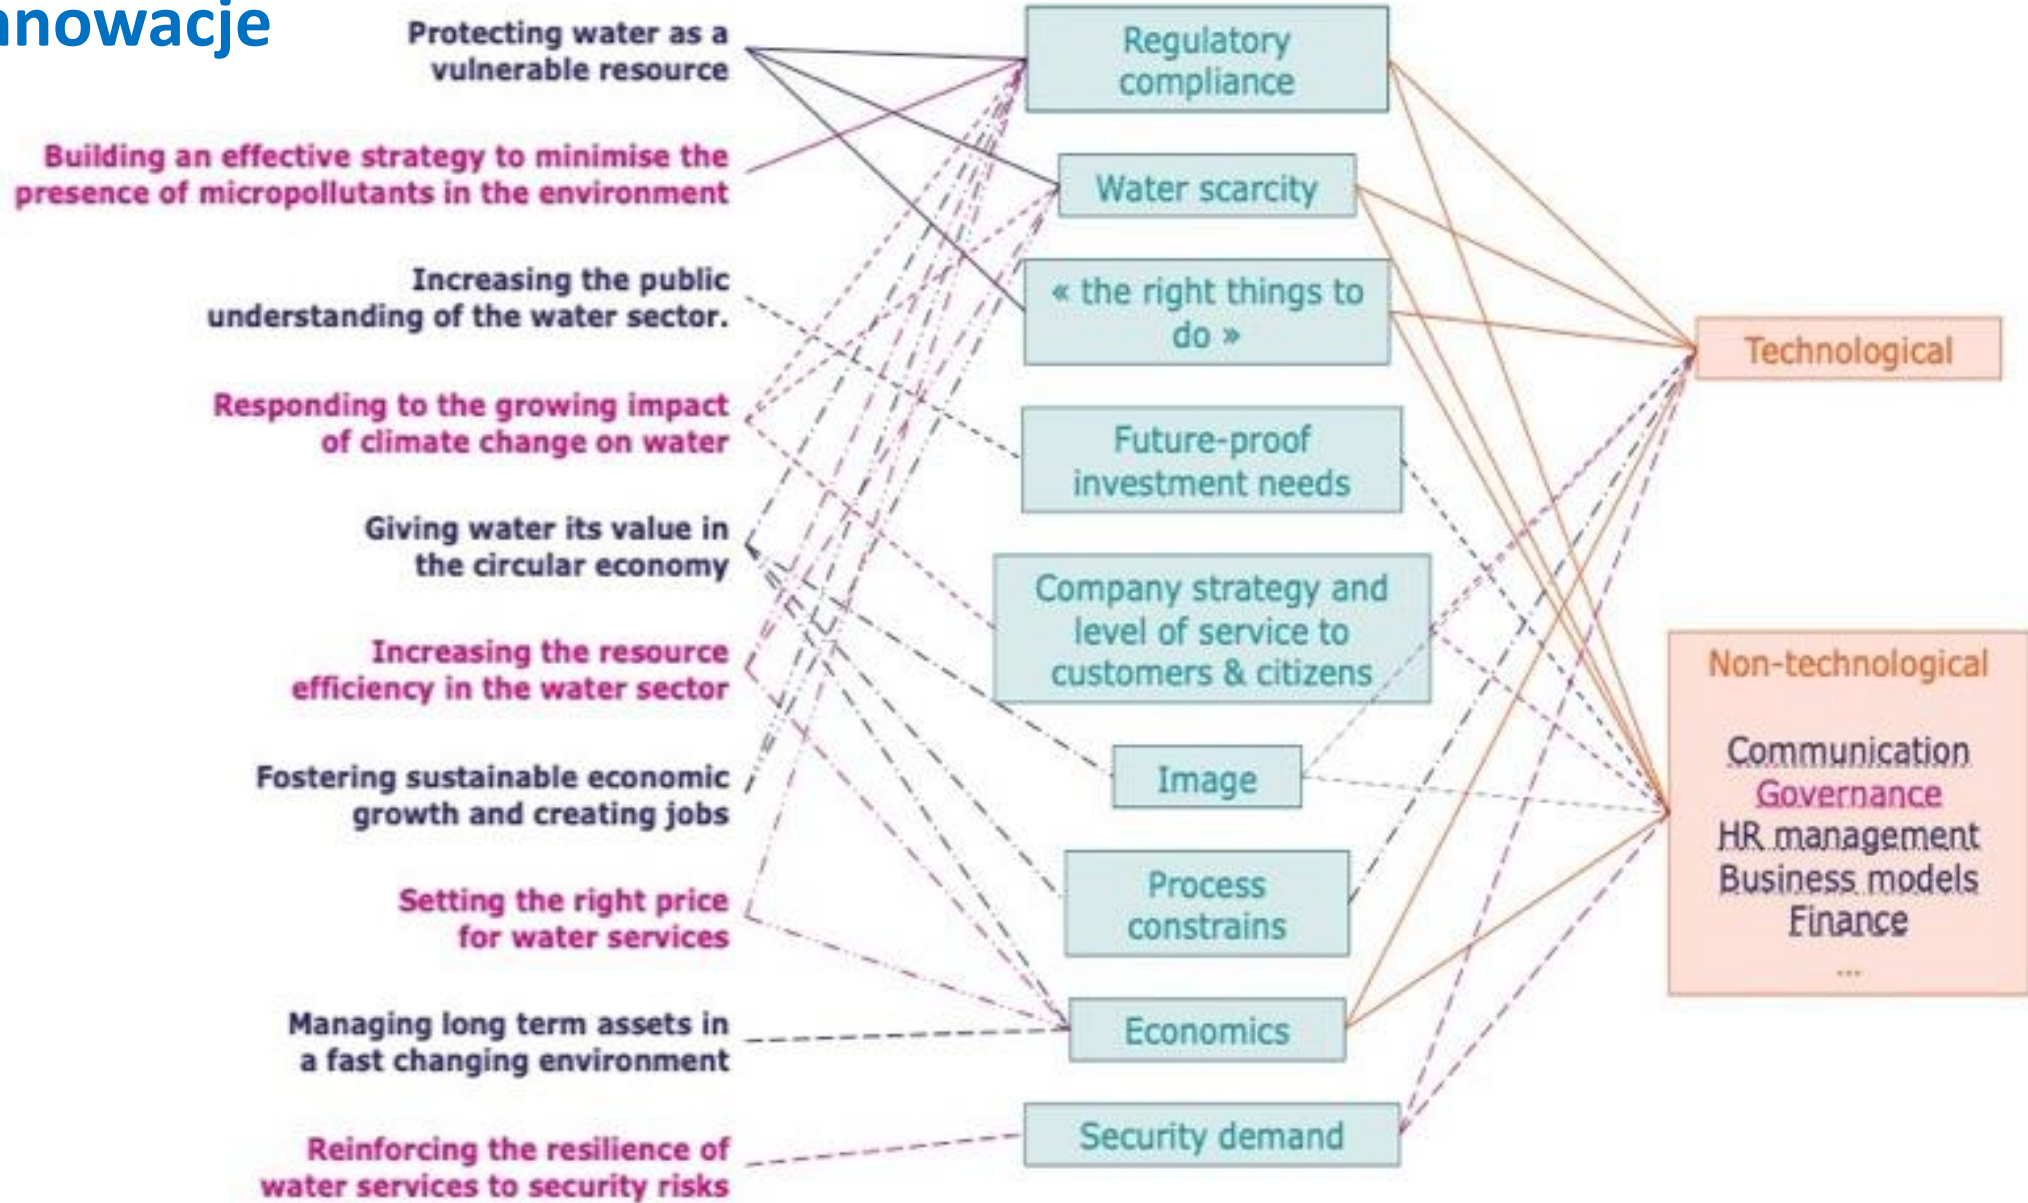 nnowacje
Protecting water as a
vulnerable resource
Building an effective strategy to minimise the
presence of micropollutants in the environment
Increasing the public
understanding of the water sector.
Responding to the growing impact
of climate change on water
Giving water its value in
the circular economy
Increasing the resource
efficiency in the water sector
Fostering sustainable economic
growth and creating jobs
Setting the right price
for water services
Managing long term assets in
a fast changing environment
Reinforcing the resilience of
water services to security risks
Regulatory
compliance
Water scarcity
« the right things to
do »
Future-proof
investment needs
Company strategy and
level of service to
customers & citizens
Image
Process
constrains
Economics
Security demand
Technological
Non-technological
Communication
Governance
HR management
Business models
Finance
...